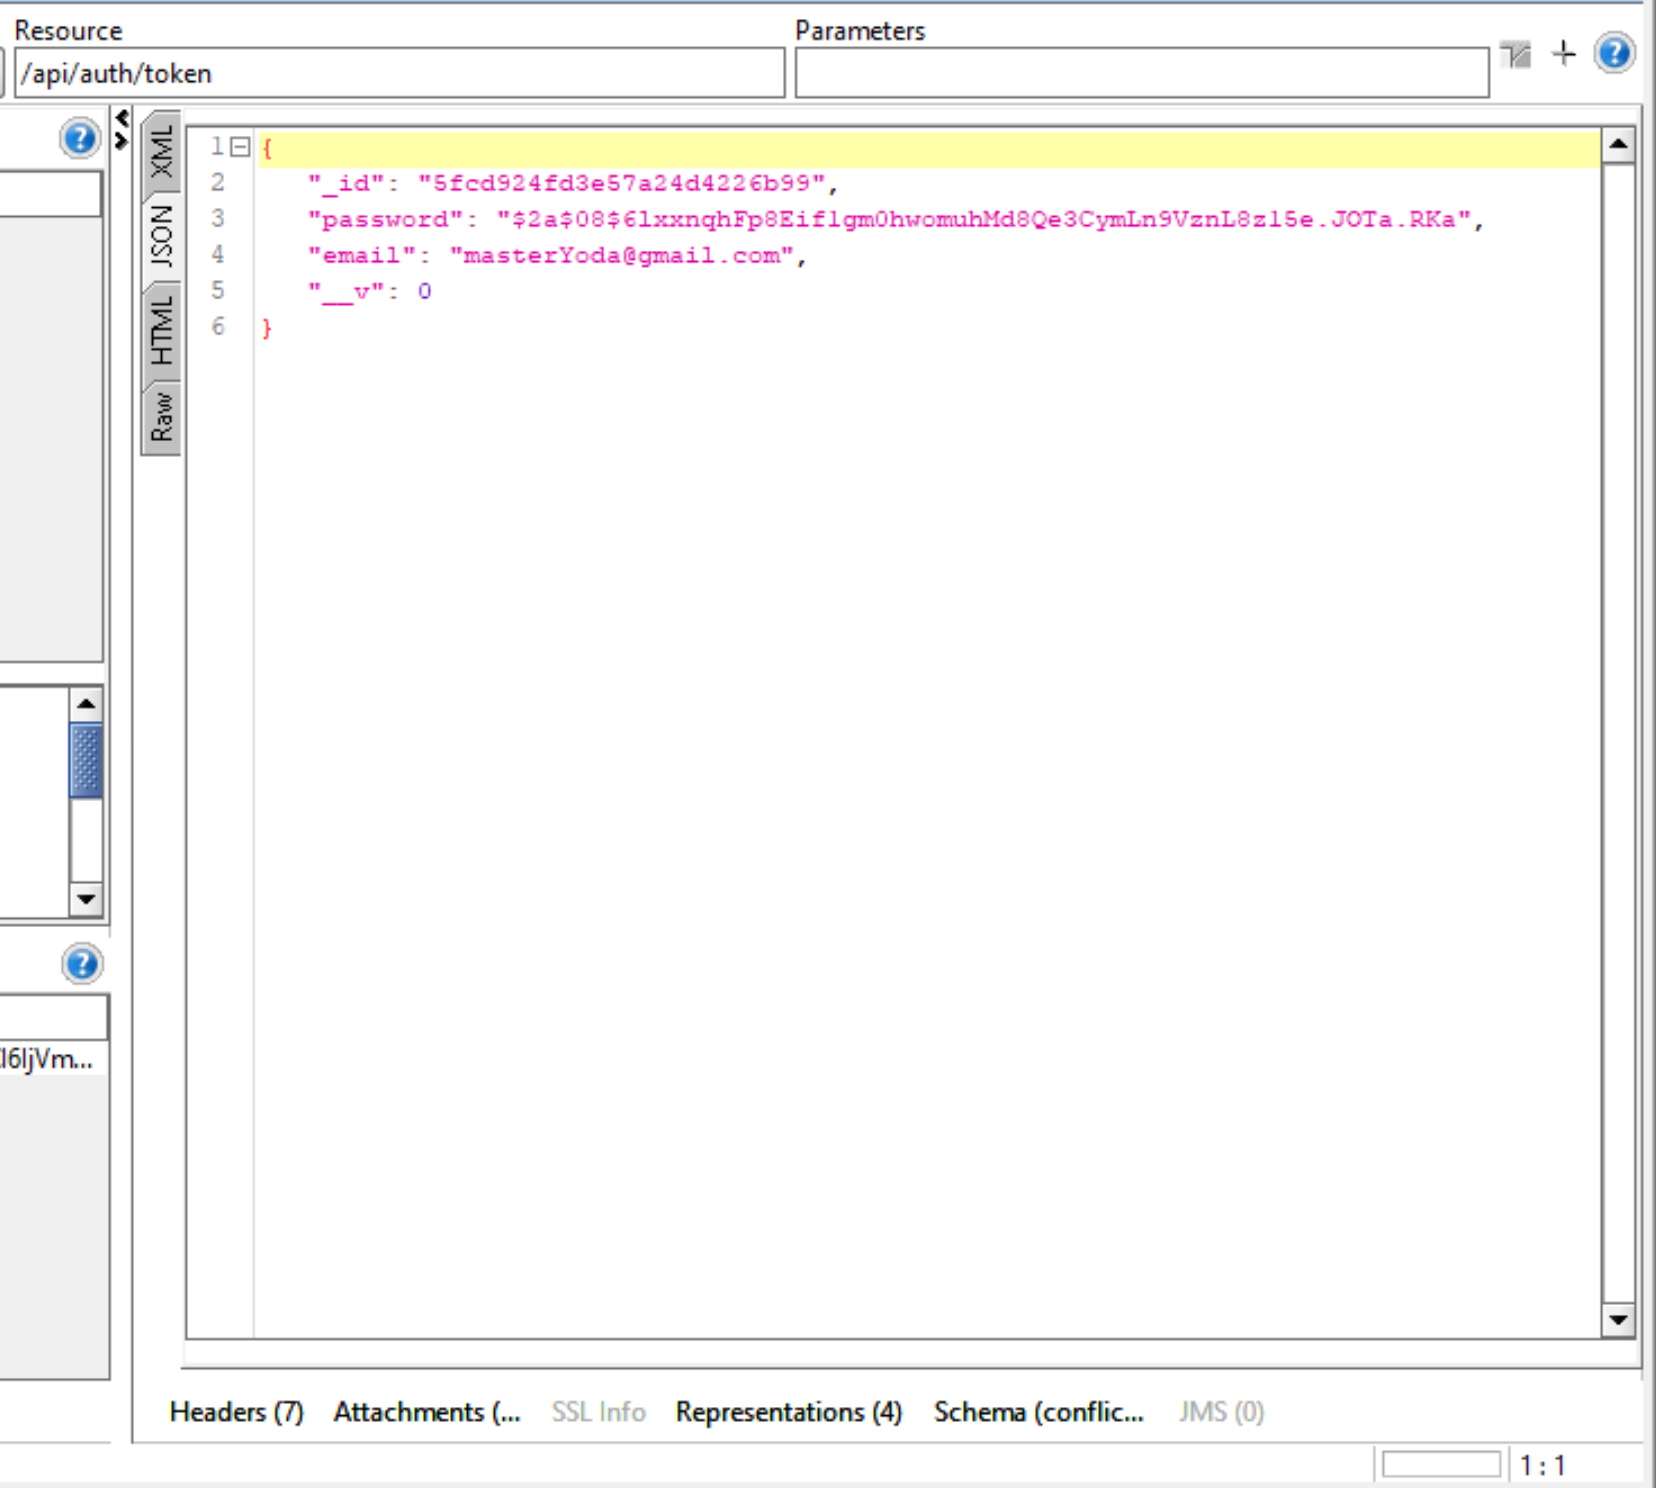 Resource
Parameters
/api/auth/token
XML
JSON
HTML
Raw
1 {
2 "_id": "5fcd924fd3e57a24d4226b99",
3 "password": "$2a$08$6lxxnqhFp8Eiflgm0hwomuhMd8Qe3CymLn9VznL8zl5e.JOTa.RKa",
4 "email": "masterYoda@gmail.com",
5 "__v": 0
6 }
I6IjVm...
Headers (7)
Attachments (...
SSL Info
Representations (4)
Schema (conflic...
JMS (0)
1 : 1